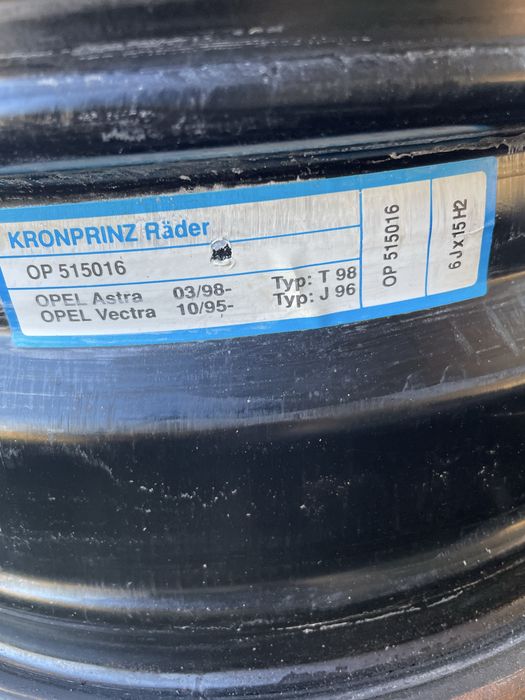 KRONPRINZ Räder
OP 515016
OPEL Astra 03/98- Typ: T 98
OPEL Vectra 10/95- Typ: J 96
OP 515016
6Jx15H2